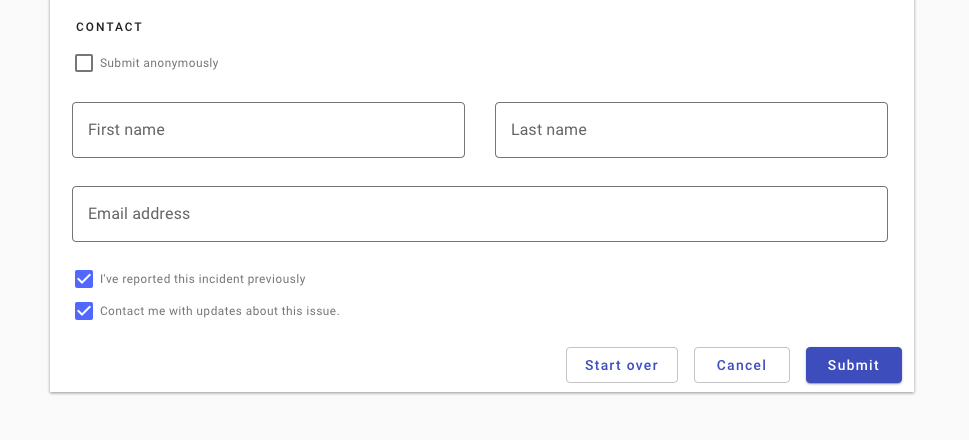 CONTACT
Submit anonymously
First name
Last name
Email address
I've reported this incident previously
Contact me with updates about this issue.
Start over
Cancel
Submit